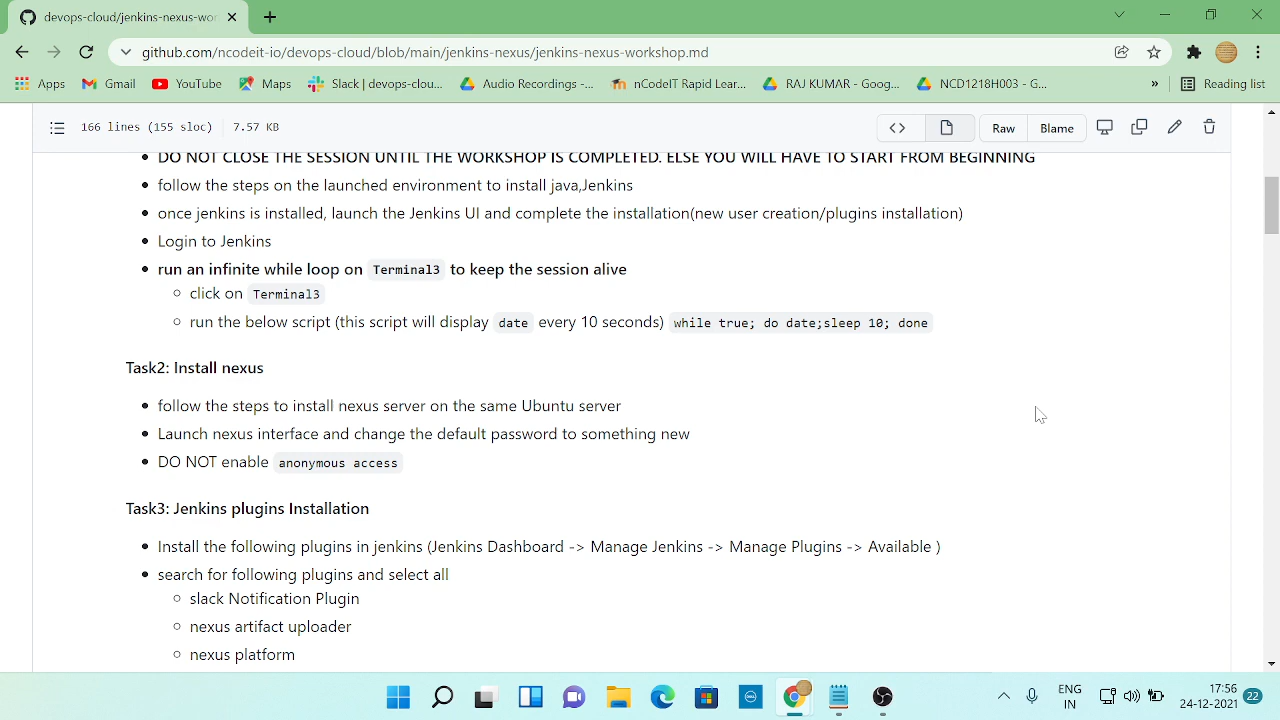 devops-cloud/jenkins-nexus-wor
github.com/ncodeit-io/devops-cloud/blob/main/jenkins-nexus/jenkins-nexus-workshop.md
Apps Gmail YouTube Maps Slack | devops-clou... Audio Recordings -... nCodeIT Rapid Lear... RAJ KUMAR - Goog... NCD1218H003 - G... » Reading list
166 lines (155 sloc) 7.57 KB <> Raw Blame
DO NOT CLOSE THE SESSION UNTIL THE WORKSHOP IS COMPLETED. ELSE YOU WILL HAVE TO START FROM BEGINNING
follow the steps on the launched environment to install java,Jenkins
once jenkins is installed, launch the Jenkins UI and complete the installation(new user creation/plugins installation)
Login to Jenkins
run an infinite while loop on Terminal3 to keep the session alive
click on Terminal3
run the below script (this script will display date every 10 seconds) while true; do date;sleep 10; done
Task2: Install nexus
follow the steps to install nexus server on the same Ubuntu server
Launch nexus interface and change the default password to something new
DO NOT enable anonymous access
Task3: Jenkins plugins Installation
Install the following plugins in jenkins (Jenkins Dashboard -> Manage Jenkins -> Manage Plugins -> Available )
search for following plugins and select all
slack Notification Plugin
nexus artifact uploader
nexus platform
DELL
ENG
IN
17:56
24-12-2021
22